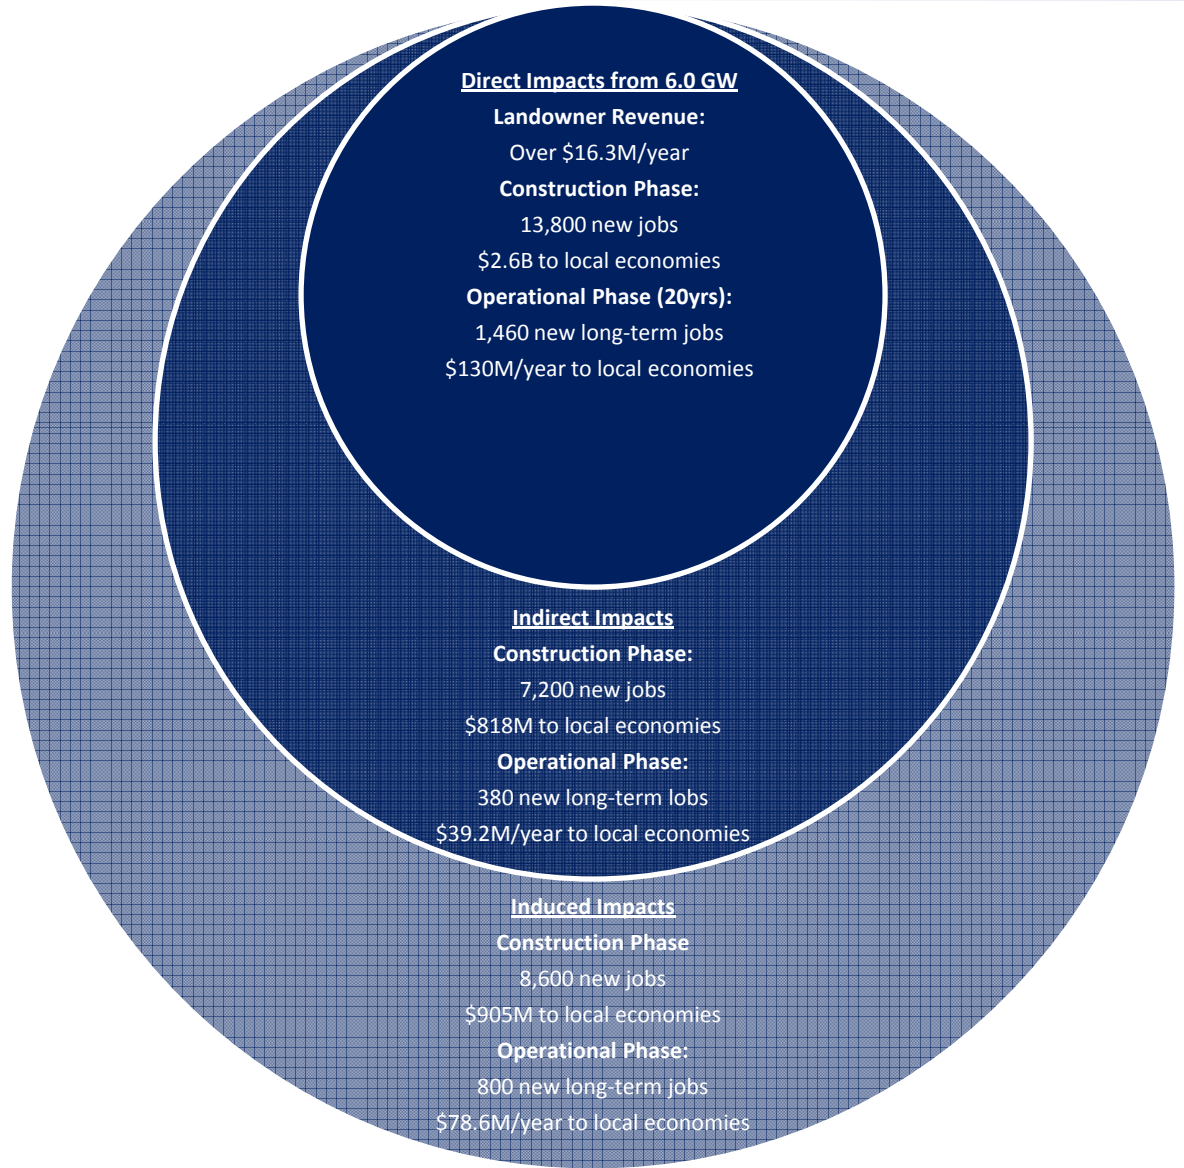 Direct Impacts from 6.0 GW
Landowner Revenue:
Over $16.3M/year
Construction Phase:
13,800 new jobs
$2.6B to local economies
Operational Phase (20yrs):
1,460 new long-term jobs
$130M/year to local economies
Indirect Impacts
Construction Phase:
7,200 new jobs
$818M to local economies
Operational Phase:
380 new long-term lobs
$39.2M/year to local economies
Induced Impacts
Construction Phase
8,600 new jobs
$905M to local economies
Operational Phase:
800 new long-term jobs
$78.6M/year to local economies